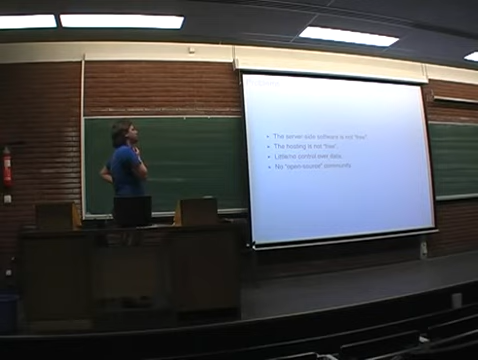 The server side software is not "free".
The hosting is not "free".
Little/no control over data.
No "open-source" community.